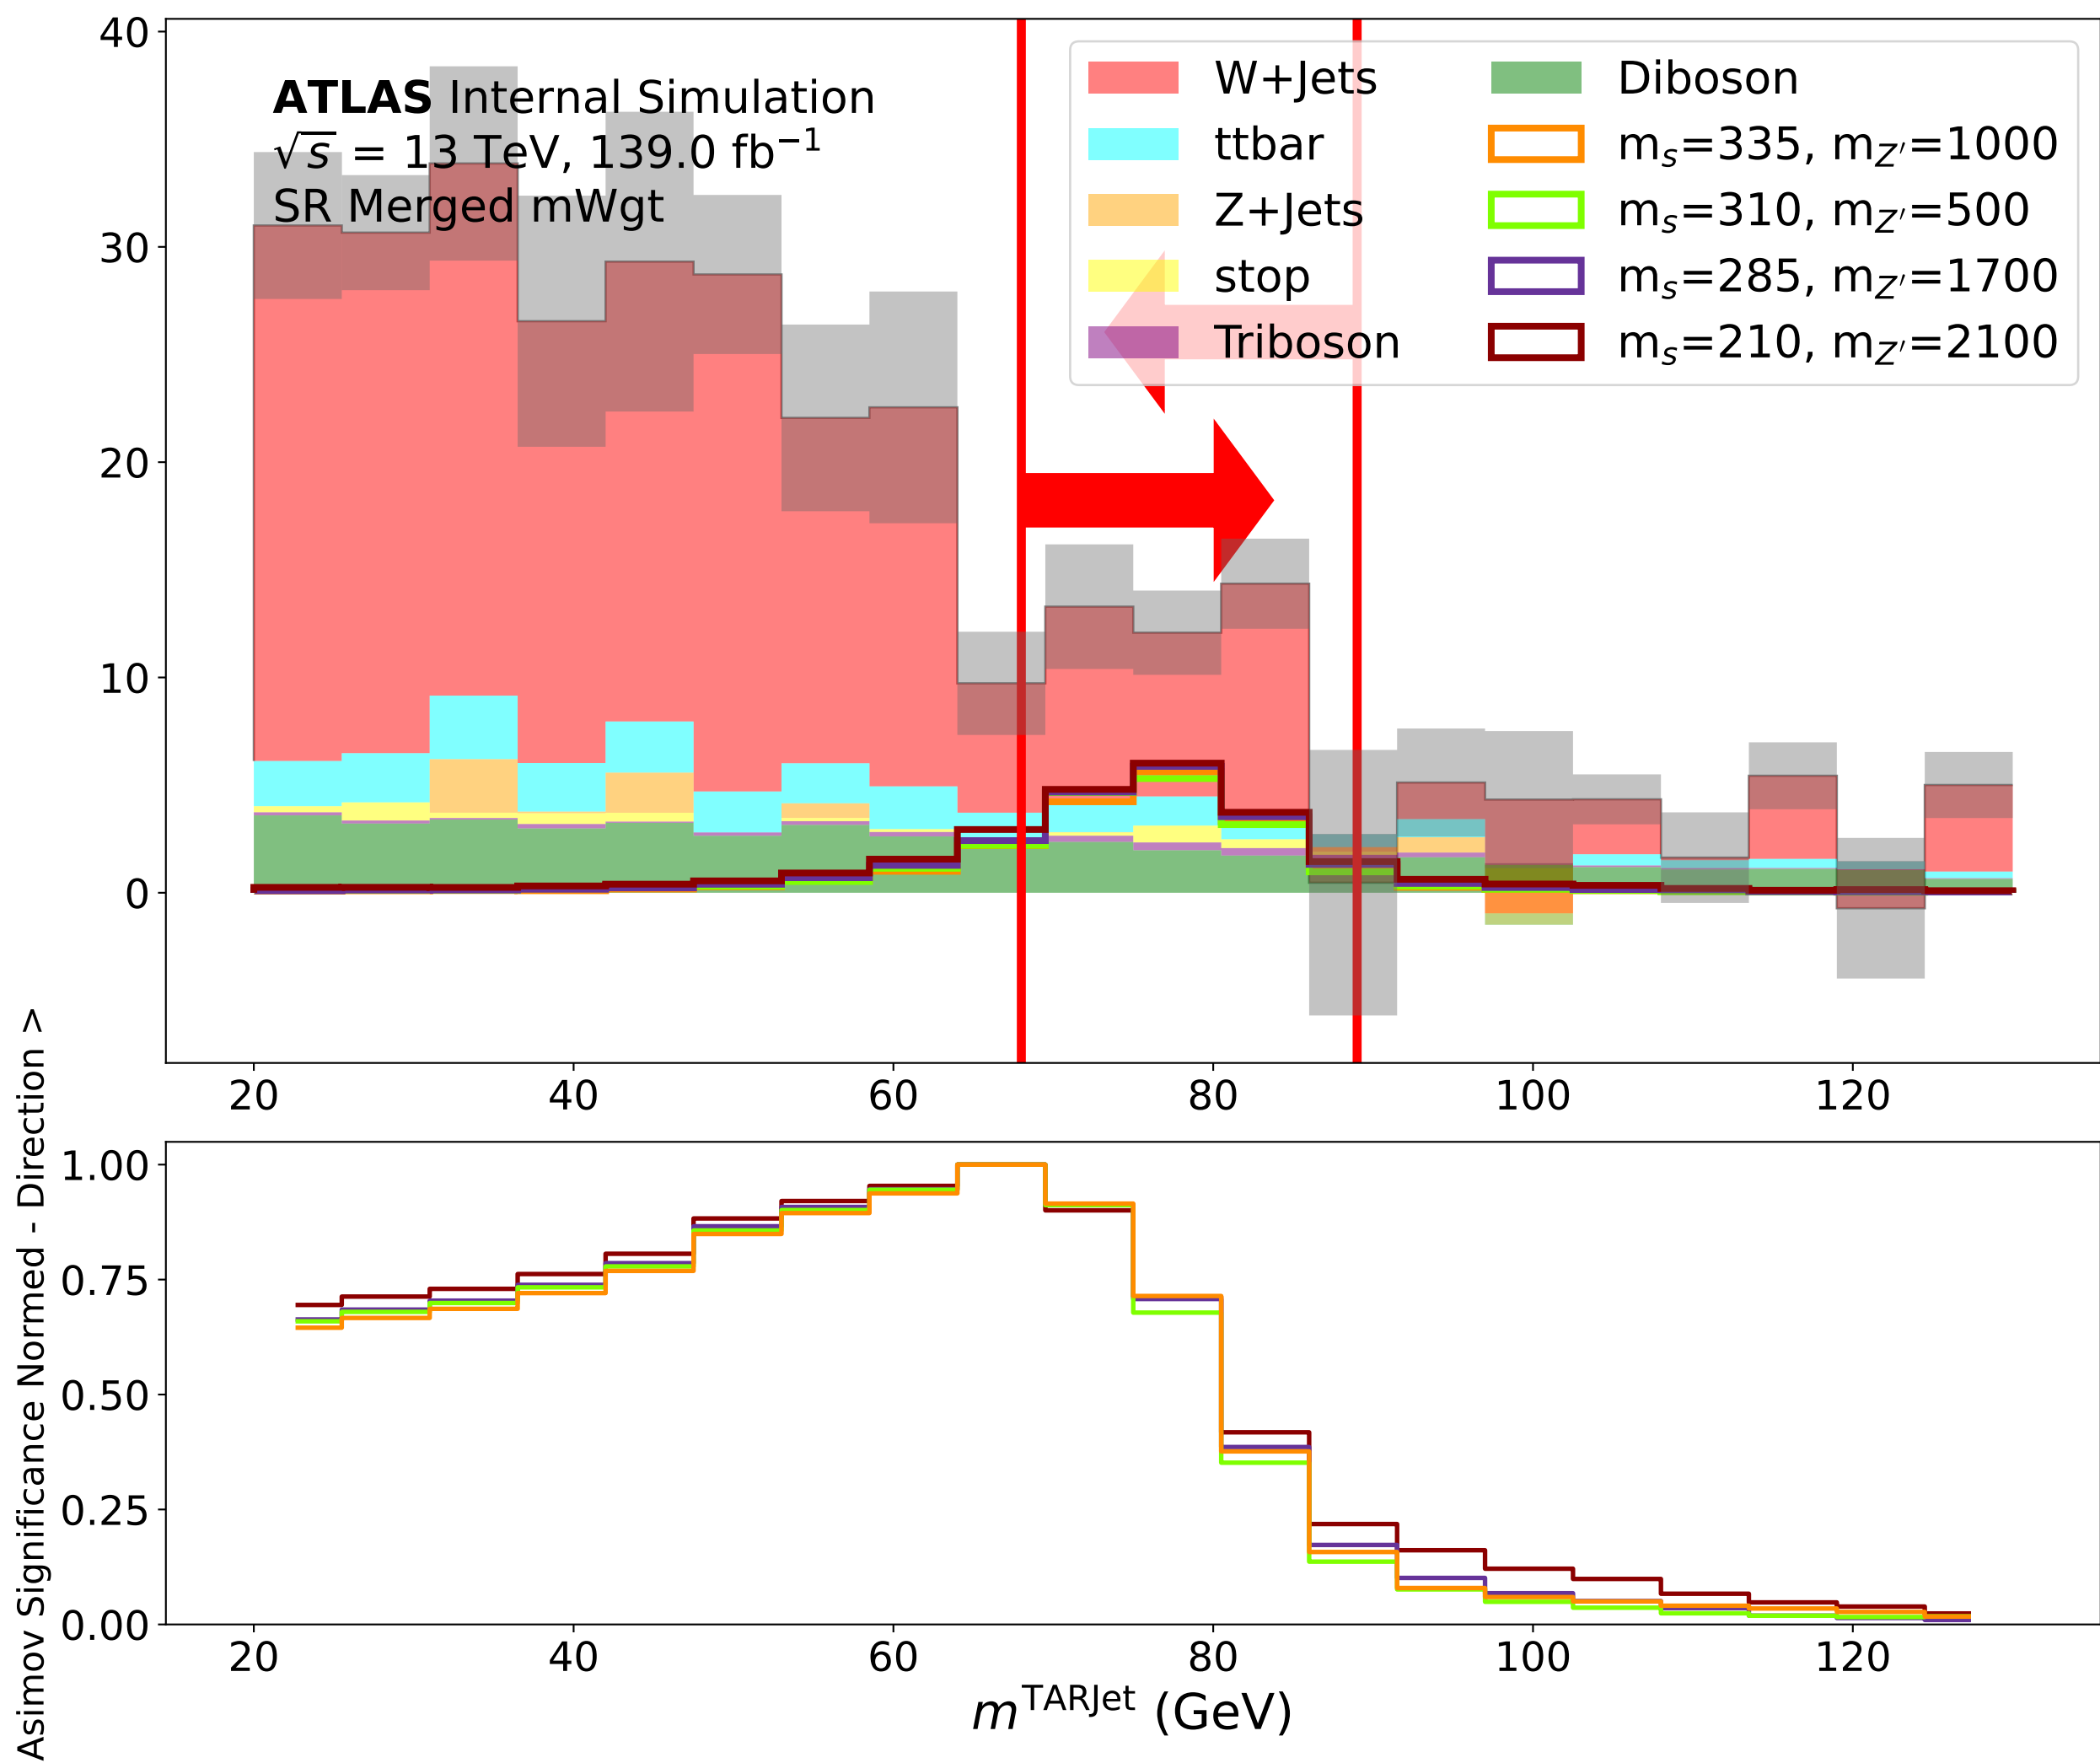 40
30
20
10
0
ATLAS Internal Simulation
√s = 13 TeV, 139.0 fb⁻¹
SR Merged mWgt
W+Jets
ttbar
Z+Jets
stop
Triboson
Diboson
mₛ=335, m_Z′=1000
mₛ=310, m_Z′=500
mₛ=285, m_Z′=1700
mₛ=210, m_Z′=2100
20 40 60 80 100 120
Asimov Significance Normed - Direction >
1.00
0.75
0.50
0.25
0.00
20 40 60 80 100 120
m^TARJet (GeV)